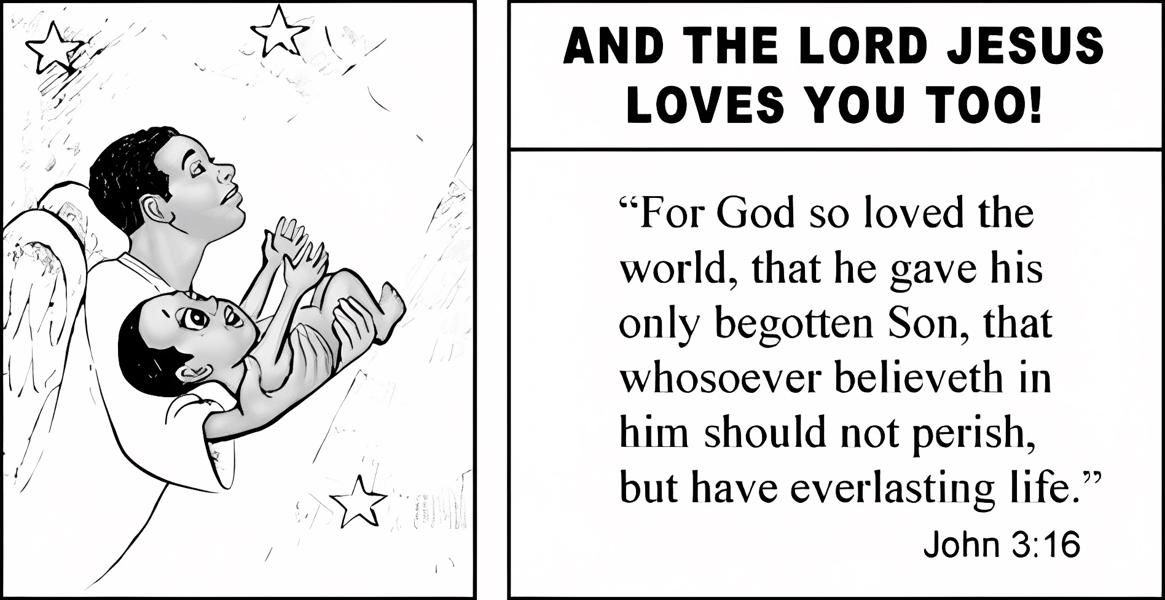 AND THE LORD JESUS
LOVES YOU TOO!
“For God so loved the
world, that he gave his
only begotten Son, that
whosoever believeth in
him should not perish,
but have everlasting life.”
John 3:16